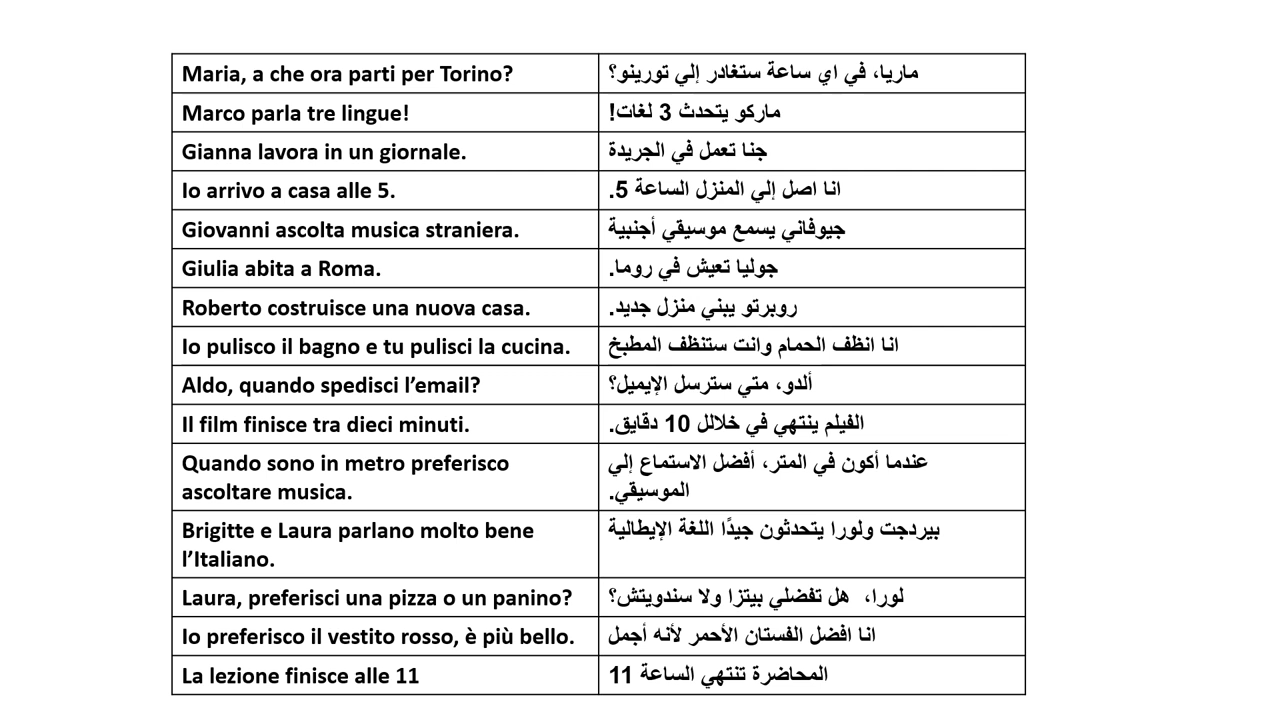 Maria, a che ora parti per Torino?
ماريا، في اي ساعة ستغادر إلي تورينو؟
Marco parla tre lingue!
ماركو يتحدث 3 لغات!
Gianna lavora in un giornale.
جنا تعمل في الجريدة
Io arrivo a casa alle 5.
انا اصل إلي المنزل الساعة 5.
Giovanni ascolta musica straniera.
جيوفاني يسمع موسيقي أجنبية
Giulia abita a Roma.
جوليا تعيش في روما.
Roberto costruisce una nuova casa.
روبرتو يبني منزل جديد.
Io pulisco il bagno e tu pulisci la cucina.
انا انظف الحمام وانت ستنظف المطبخ
Aldo, quando spedisci l’email?
ألدو، متي سترسل الإيميل؟
Il film finisce tra dieci minuti.
الفيلم ينتهي في خلالل 10 دقايق.
Quando sono in metro preferisco
ascoltare musica.
عندما أكون في المتر، أفضل الاستماع إلي
الموسيقي.
Brigitte e Laura parlano molto bene
l’Italiano.
بيردجت ولورا يتحدثون جيدًا اللغة الإيطالية
Laura, preferisci una pizza o un panino?
لورا، هل تفضلي بيتزا ولا سندويتش؟
Io preferisco il vestito rosso, è più bello.
انا افضل الفستان الأحمر لأنه أجمل
La lezione finisce alle 11
المحاضرة تنتهي الساعة 11